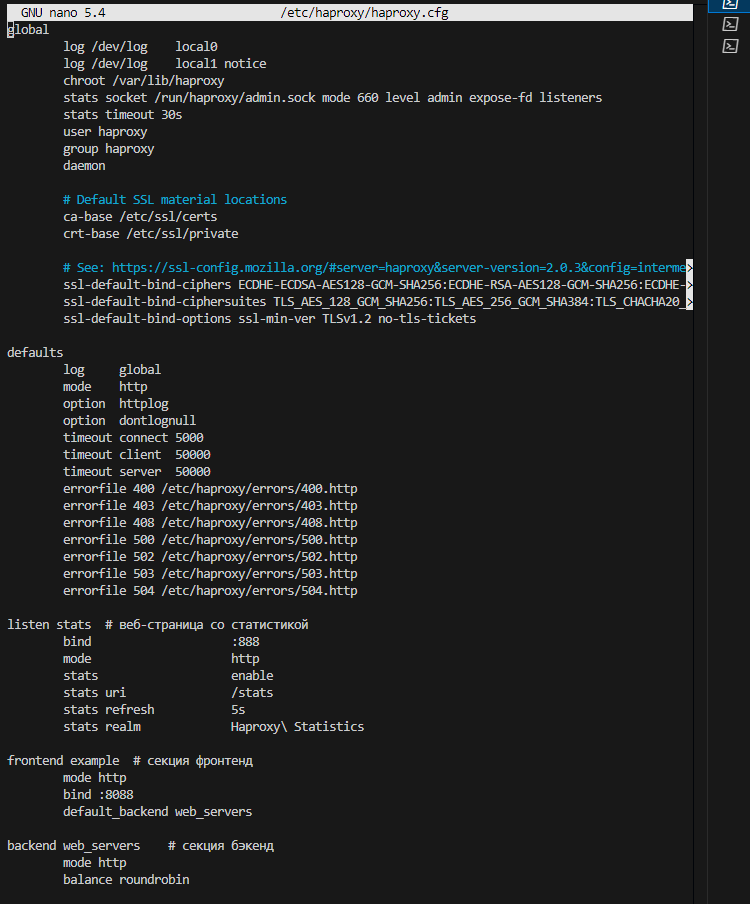 GNU nano 5.4 /etc/haproxy/haproxy.cfg
global
log /dev/log local0
log /dev/log local1 notice
chroot /var/lib/haproxy
stats socket /run/haproxy/admin.sock mode 660 level admin expose-fd listeners
stats timeout 30s
user haproxy
group haproxy
daemon
# Default SSL material locations
ca-base /etc/ssl/certs
crt-base /etc/ssl/private
# See: https://ssl-config.mozilla.org/#server=haproxy&server-version=2.0.3&config=interme>
ssl-default-bind-ciphers ECDHE-ECDSA-AES128-GCM-SHA256:ECDHE-RSA-AES128-GCM-SHA256:ECDHE->
ssl-default-bind-ciphersuites TLS_AES_128_GCM_SHA256:TLS_AES_256_GCM_SHA384:TLS_CHACHA20_>
ssl-default-bind-options ssl-min-ver TLSv1.2 no-tls-tickets
defaults
log global
mode http
option httplog
option dontlognull
timeout connect 5000
timeout client 50000
timeout server 50000
errorfile 400 /etc/haproxy/errors/400.http
errorfile 403 /etc/haproxy/errors/403.http
errorfile 408 /etc/haproxy/errors/408.http
errorfile 500 /etc/haproxy/errors/500.http
errorfile 502 /etc/haproxy/errors/502.http
errorfile 503 /etc/haproxy/errors/503.http
errorfile 504 /etc/haproxy/errors/504.http
listen stats # веб-страница со статистикой
bind :888
mode http
stats enable
stats uri /stats
stats refresh 5s
stats realm Haproxy\ Statistics
frontend example # секция фронтенд
mode http
bind :8088
default_backend web_servers
backend web_servers # секция бэкенд
mode http
balance roundrobin